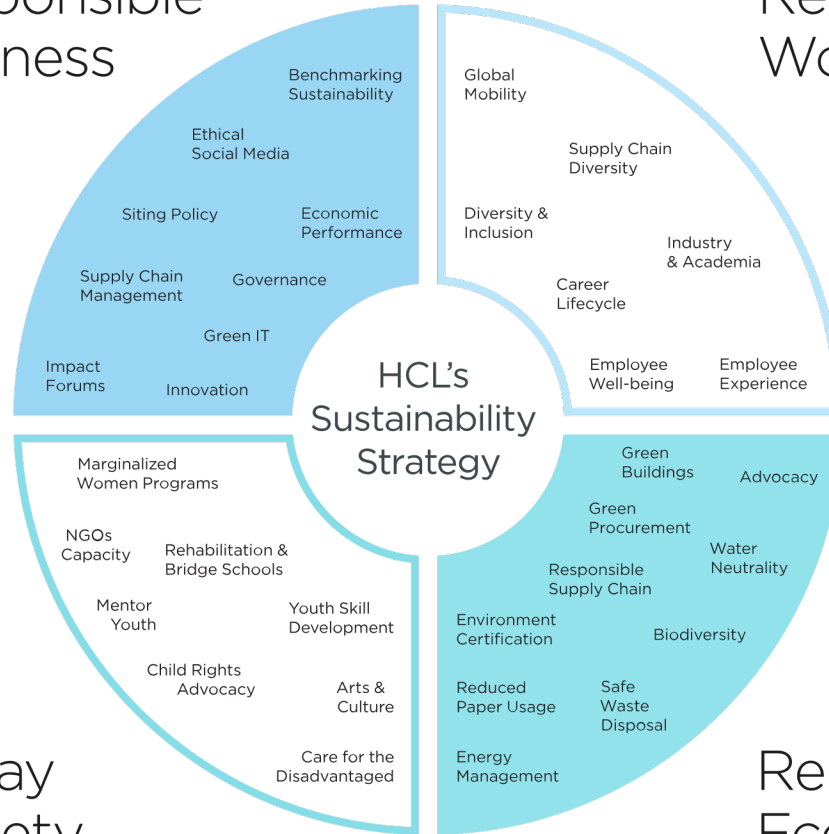 Benchmarking
Sustainability
Ethical
Social Media
Siting Policy
Economic
Performance
Supply Chain
Management
Governance
Green IT
Impact
Forums
Innovation
Global
Mobility
Supply Chain
Diversity
Diversity &
Inclusion
Industry
& Academia
Career
Lifecycle
Employee
Well-being
Employee
Experience
HCL's
Sustainability
Strategy
Marginalized
Women Programs
NGOs
Capacity
Rehabilitation &
Bridge Schools
Mentor
Youth
Youth Skill
Development
Child Rights
Advocacy
Arts &
Culture
Care for the
Disadvantaged
Green
Buildings
Advocacy
Green
Procurement
Water
Neutrality
Responsible
Supply Chain
Environment
Certification
Biodiversity
Reduced
Paper Usage
Safe
Waste
Disposal
Energy
Management